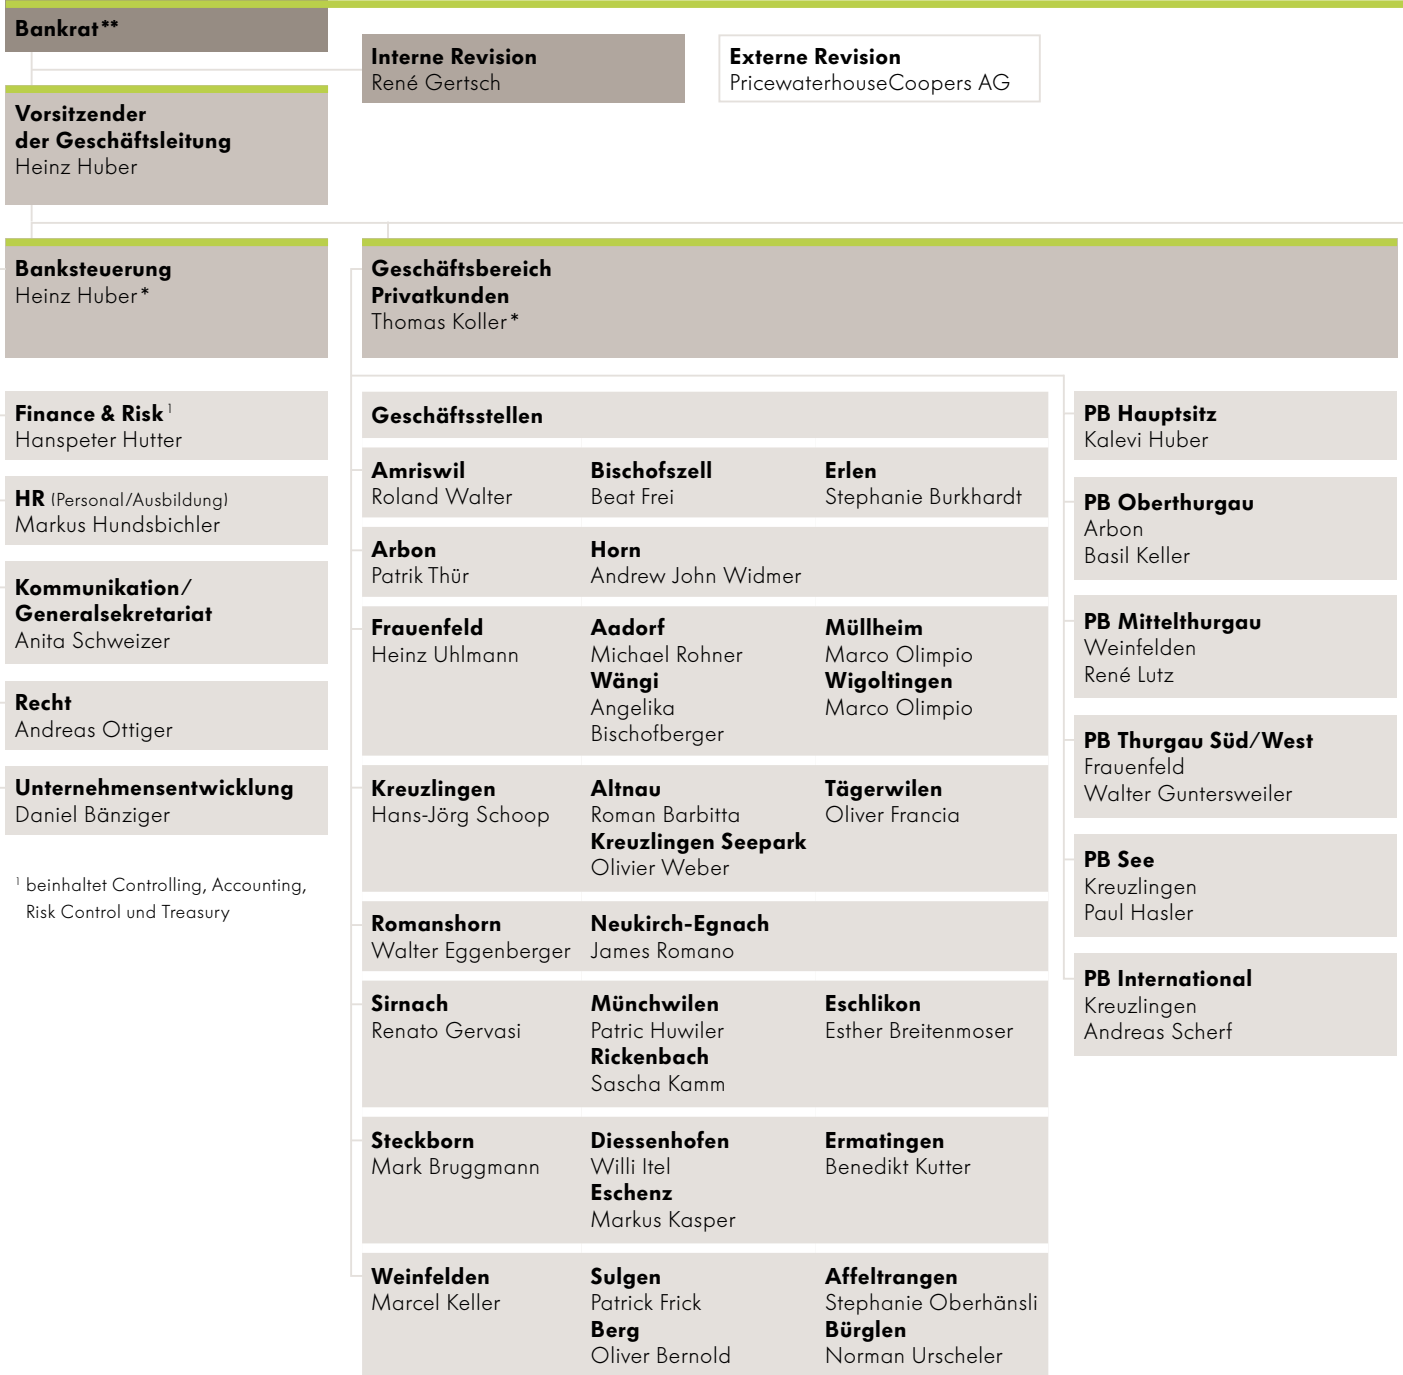 Bankrat**
Interne Revision
René Gertsch
Externe Revision
PricewaterhouseCoopers AG
Vorsitzender
der Geschäftsleitung
Heinz Huber
Banksteuerung
Heinz Huber*
Geschäftsbereich
Privatkunden
Thomas Koller*
Finance & Risk¹
Hanspeter Hutter
HR (Personal/Ausbildung)
Markus Hundsbichler
Kommunikation/
Generalsekretariat
Anita Schweizer
Recht
Andreas Ottiger
Unternehmensentwicklung
Daniel Bänziger
¹ beinhaltet Controlling, Accounting,
Risk Control und Treasury
Geschäftsstellen
Amriswil
Roland Walter
Bischofszell
Beat Frei
Erlen
Stephanie Burkhardt
Arbon
Patrik Thür
Horn
Andrew John Widmer
Frauenfeld
Heinz Uhlmann
Aadorf
Michael Rohner
Wängi
Angelika
Bischofberger
Müllheim
Marco Olimpio
Wigoltingen
Marco Olimpio
Kreuzlingen
Hans-Jörg Schoop
Altnau
Roman Barbitta
Kreuzlingen Seepark
Olivier Weber
Tägerwilen
Oliver Francia
Romanshorn
Walter Eggenberger
Neukirch-Egnach
James Romano
Sirnach
Renato Gervasi
Münchwilen
Patric Huwiler
Rickenbach
Sascha Kamm
Eschlikon
Esther Breitenmoser
Steckborn
Mark Bruggmann
Diessenhofen
Willi Itel
Eschenz
Markus Kasper
Ermatingen
Benedikt Kutter
Weinfelden
Marcel Keller
Sulgen
Patrick Frick
Berg
Oliver Bernold
Affeltrangen
Stephanie Oberhänsli
Bürglen
Norman Urscheler
PB Hauptsitz
Kalevi Huber
PB Oberthurgau
Arbon
Basil Keller
PB Mittelthurgau
Weinfelden
René Lutz
PB Thurgau Süd/West
Frauenfeld
Walter Guntersweiler
PB See
Kreuzlingen
Paul Hasler
PB International
Kreuzlingen
Andreas Scherf